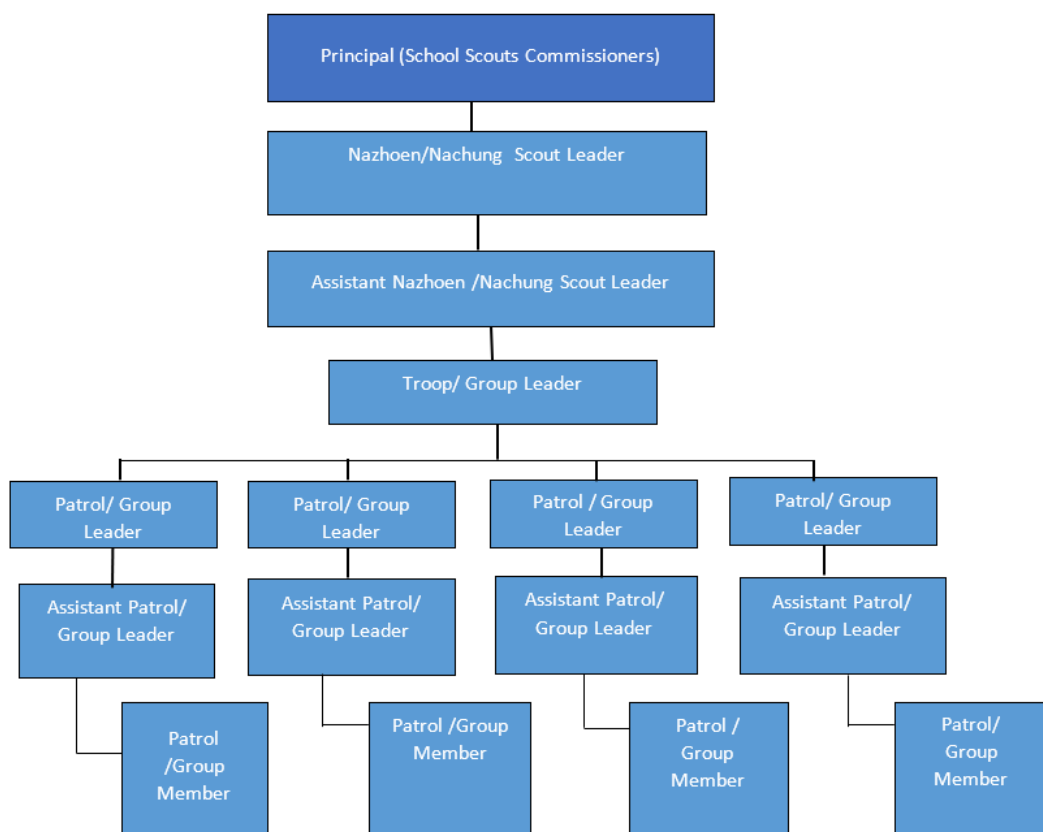 Principal (School Scouts Commissioners)
Nazhoen/Nachung Scout Leader
Assistant Nazhoen /Nachung Scout Leader
Troop/ Group Leader
Patrol/ Group
Leader
Patrol/ Group
Leader
Patrol / Group
Leader
Patrol/ Group
Leader
Assistant Patrol/
Group Leader
Assistant Patrol/
Group Leader
Assistant Patrol/
Group Leader
Assistant Patrol/
Group Leader
Patrol
/Group
Member
Patrol /Group
Member
Patrol /
Group
Member
Patrol/
Group
Member